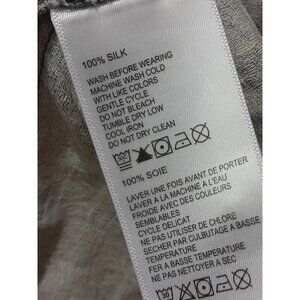 100% SILK
WASH BEFORE WEARING
MACHINE WASH COLD
WITH LIKE COLORS
GENTLE CYCLE
DO NOT BLEACH
TUMBLE DRY LOW
COOL IRON
DO NOT DRY CLEAN
100% SOIE
LAVER UNE FOIS AVANT DE PORTER
LAVER A LA MACHINE A L'EAU
FROIDE AVEC DES COULEURS
SEMBLABLES
CYCLE DELICAT
NE PAS UTILISER DE CHLORE
SECHER PAR CULBUTAGE A BASSE
TEMPERATURE
FER A BASSE TEMPERATURE
NE PAS NETTOYER A SEC